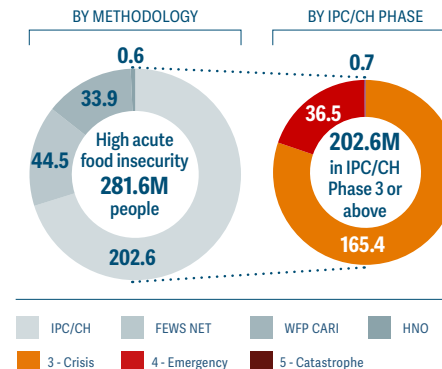 BY METHODOLOGY
BY IPC/CH PHASE
0.6
33.9
44.5
202.6
High acute
food insecurity
281.6M
people
0.7
36.5
165.4
202.6M
in IPC/CH
Phase 3 or
above
IPC/CH
FEWS NET
WFP CARI
HNO
3 - Crisis
4 - Emergency
5 - Catastrophe